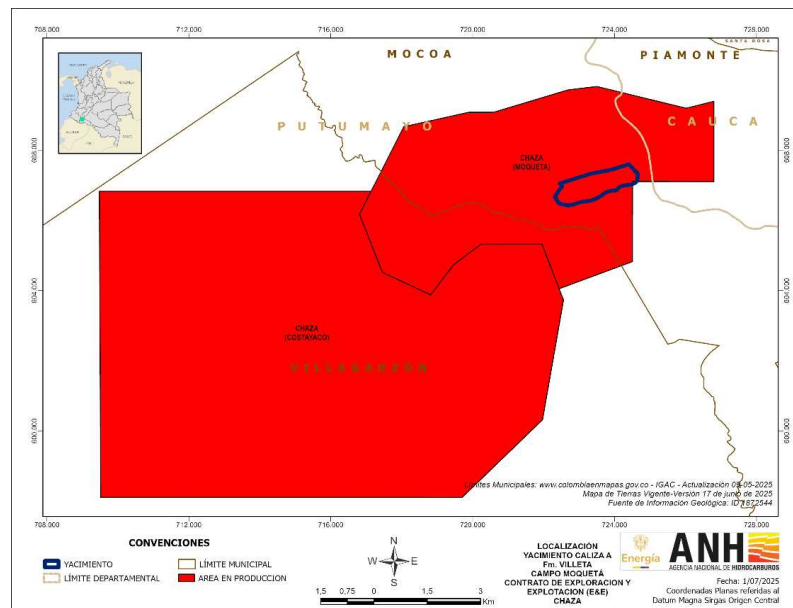 708.000 712.000 716.000 720.000 724.000 728.000
SANTA ROSA
MOCOA
PIAMONTE
PUTUMAYO
CAUCA
608.000 608.000
CHAZA
(MOQUETA)
604.000 604.000
CHAZA
(COSTAYACO)
VILLAGARZÓN
600.000 600.000
Límites Municipales: www.colombiaenmapas.gov.co - IGAC - Actualización 09-05-2025
Mapa de Tierras Vigente-Versión 17 de junio de 2025
Fuente de Información Geológica: ID 1872544
708.000 712.000 716.000 720.000 724.000 728.000
CONVENCIONES
YACIMIENTO
LÍMITE MUNICIPAL
LÍMITE DEPARTAMENTAL
AREA EN PRODUCCION
N
W E
S
1,5 0,75 0 1,5 3
Km
LOCALIZACIÓN
YACIMIENTO CALIZA A
Fm. VILLETA
CAMPO MOQUETÁ
CONTRATO DE EXPLORACION Y
EXPLOTACION (E&E)
CHAZA
Energía
ANH
AGENCIA NACIONAL DE HIDROCARBUROS
Fecha: 1/07/2025
Coordenadas Planas referidas al
Datum Magna Sirgas Origen Central